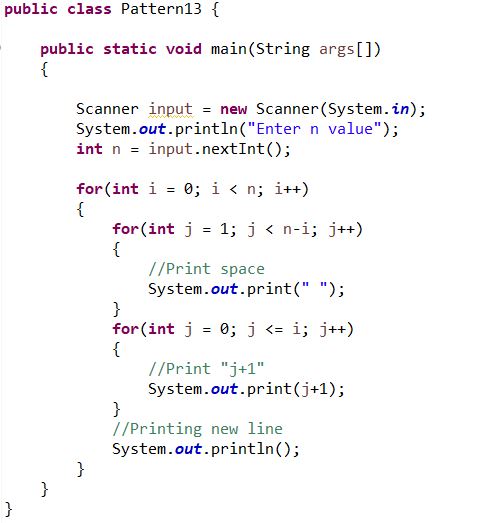 public class Pattern13 {
public static void main(String args[])
{
Scanner input = new Scanner(System.in);
System.out.println("Enter n value");
int n = input.nextInt();
for(int i = 0; i < n; i++)
{
for(int j = 1; j < n-i; j++)
{
//Print space
System.out.print(" ");
}
for(int j = 0; j <= i; j++)
{
//Print "j+1"
System.out.print(j+1);
}
//Printing new line
System.out.println();
}
}
}